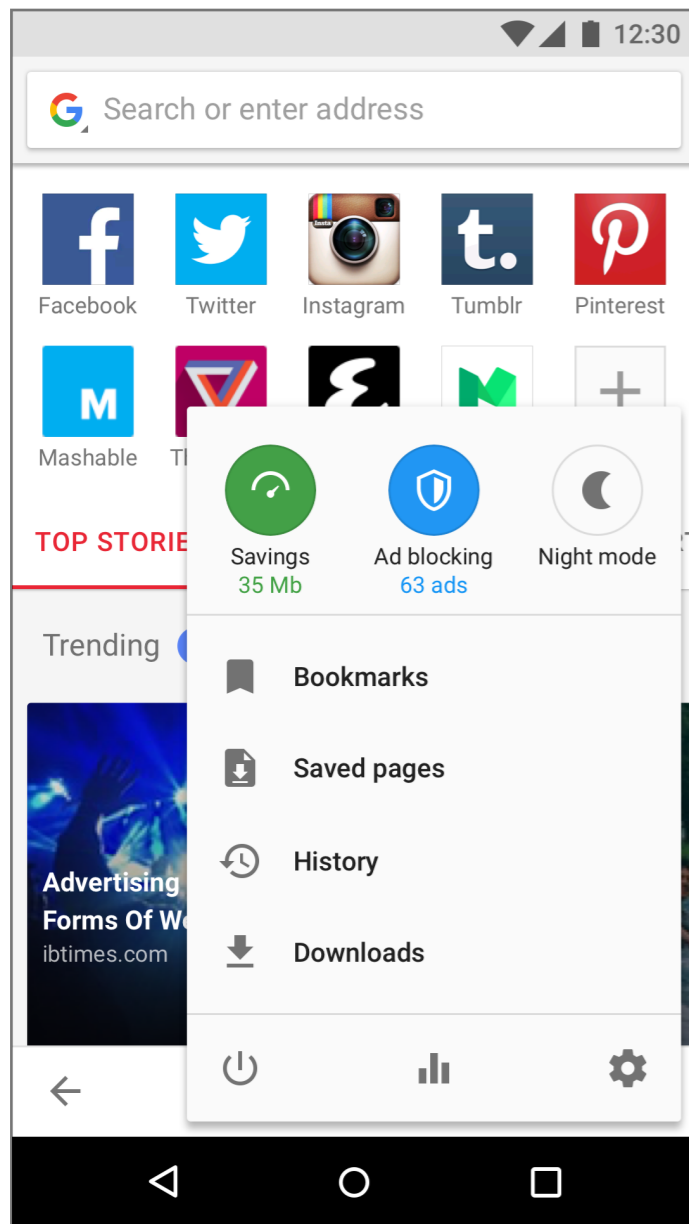 12:30
Search or enter address
Facebook
Twitter
Instagram
Tumblr
Pinterest
Mashable
Savings
35 Mb
Ad blocking
63 ads
Night mode
TOP STORIE
Trending
Bookmarks
Saved pages
History
Downloads
Advertising
Forms Of We
ibtimes.com